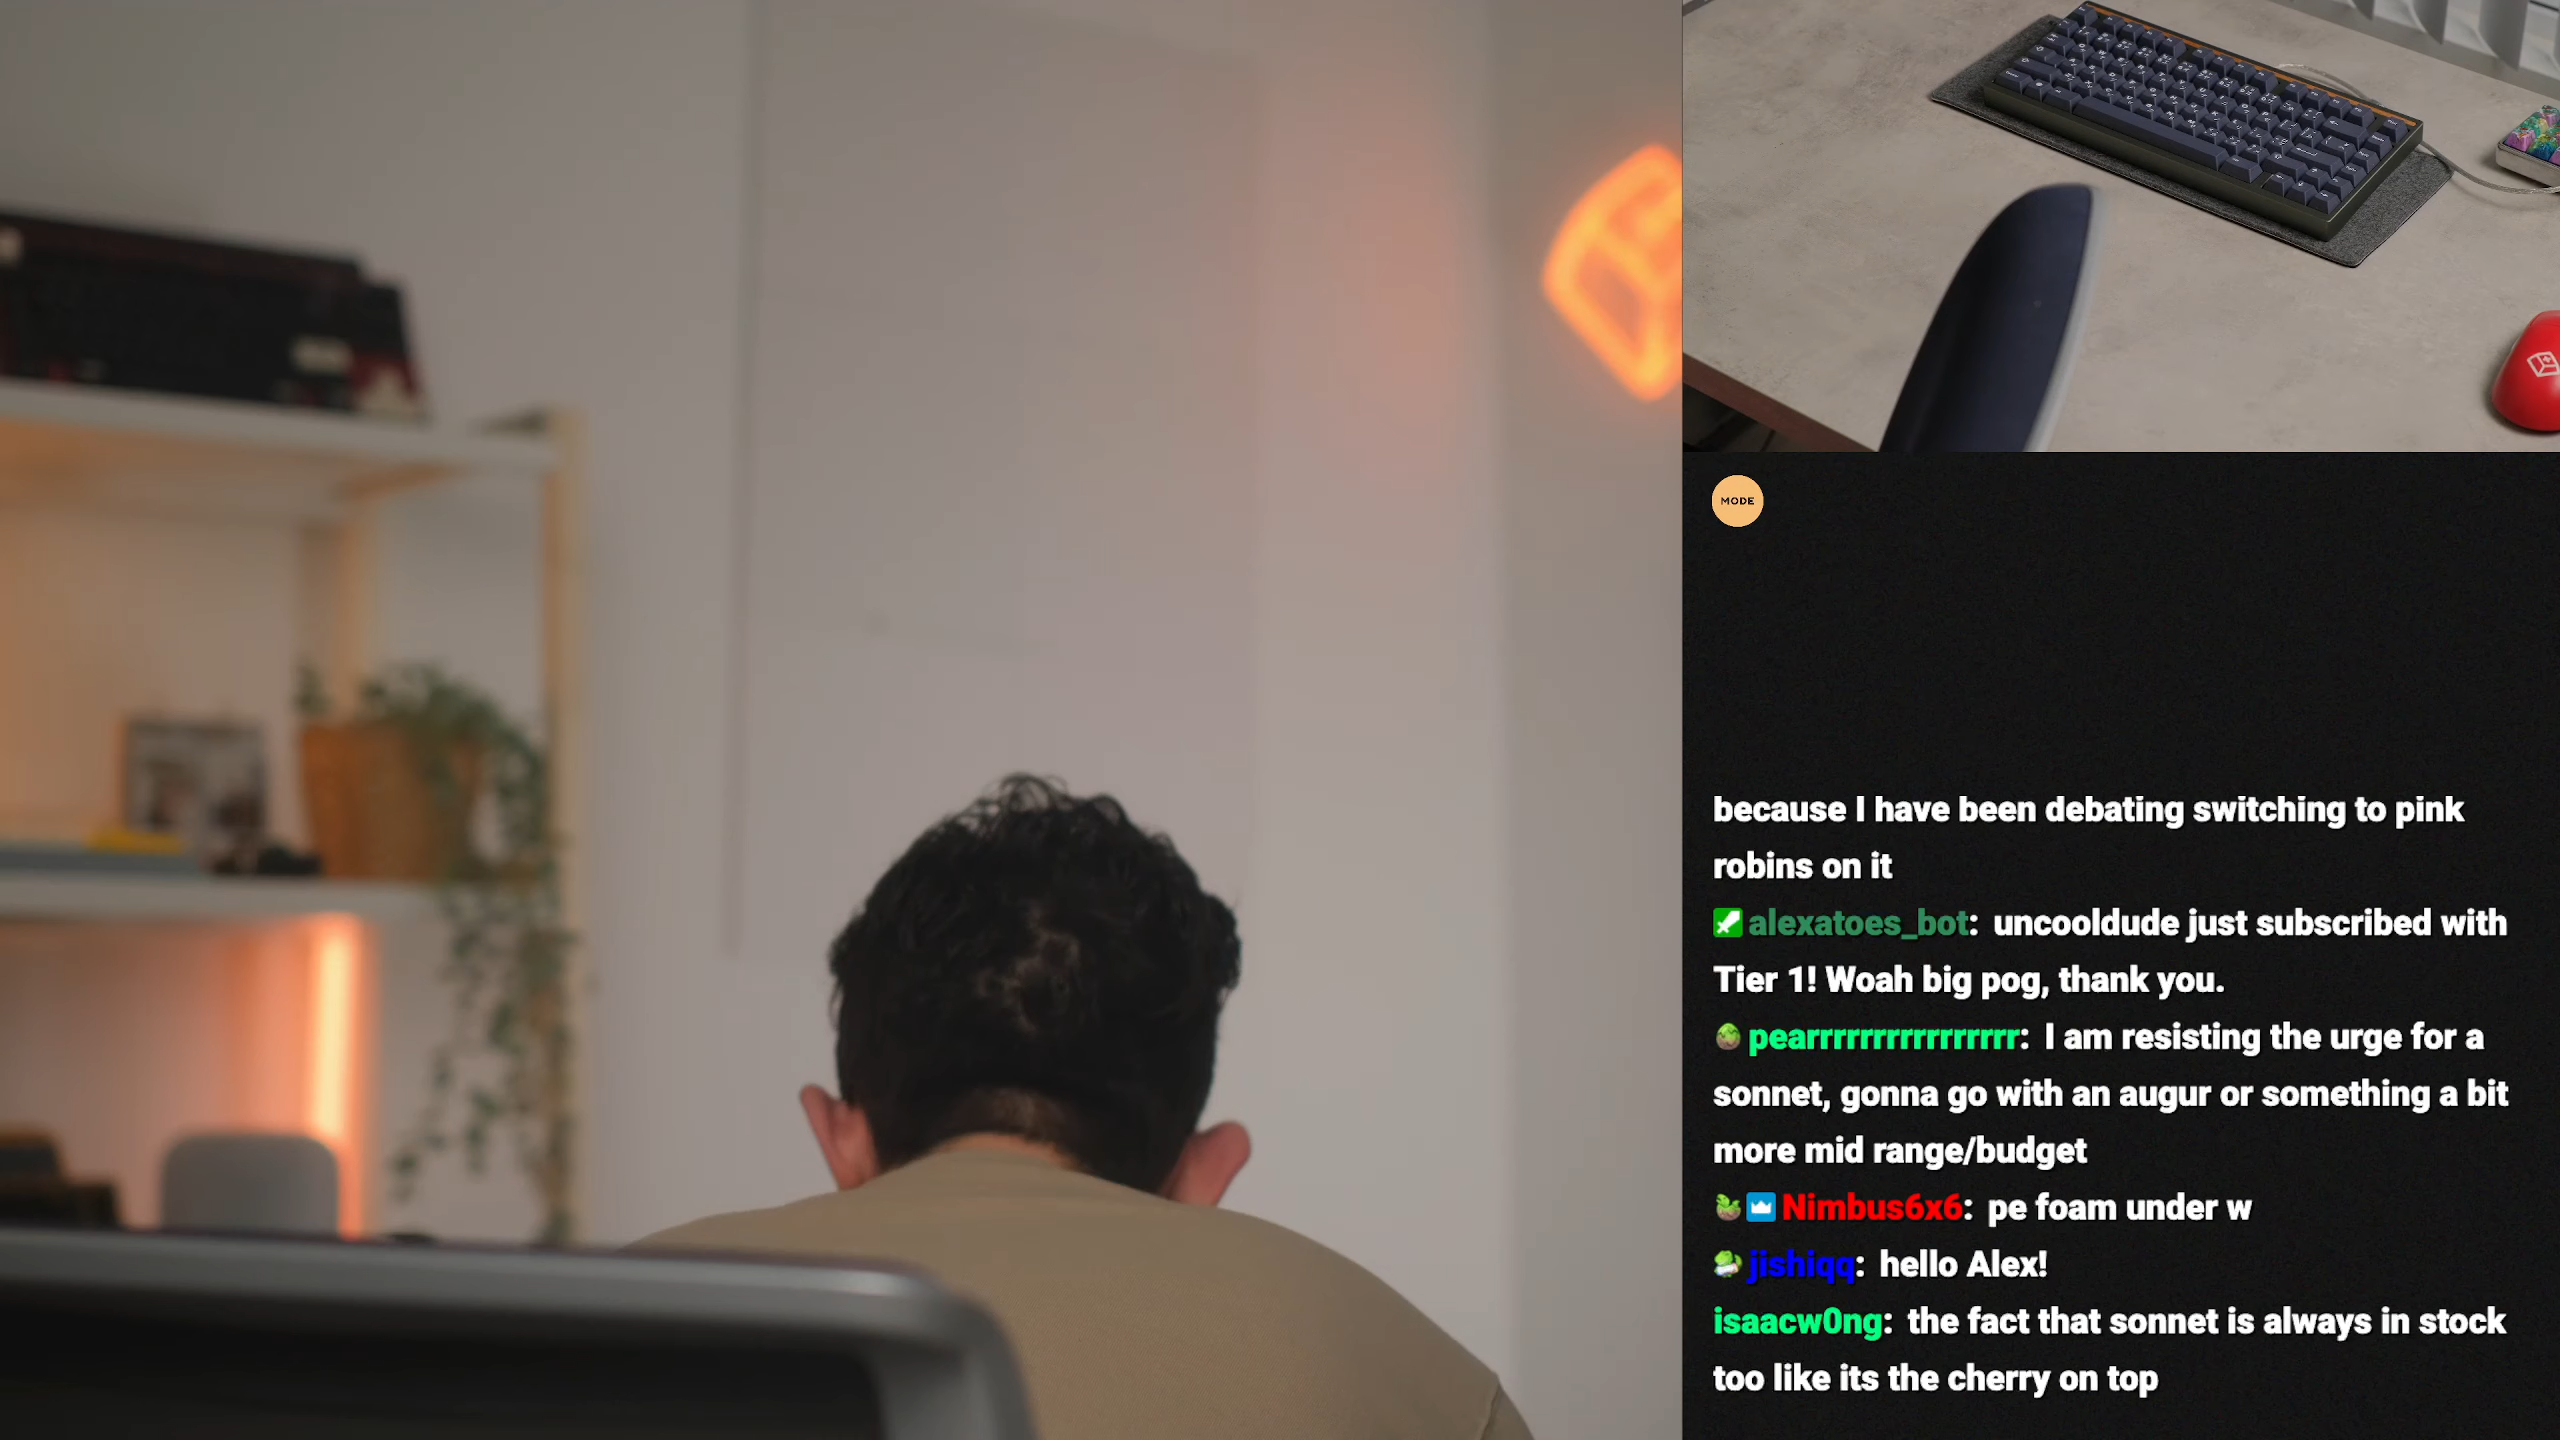 MODE
because I have been debating switching to pink
robins on it
alexatoes_bot: uncooldude just subscribed with
Tier 1! Woah big pog, thank you.
pearrrrrrrrrrrrrrrr: I am resisting the urge for a
sonnet, gonna go with an augur or something a bit
more mid range/budget
Nimbus6x6: pe foam under w
jishiqq: hello Alex!
isaacw0ng: the fact that sonnet is always in stock
too like its the cherry on top